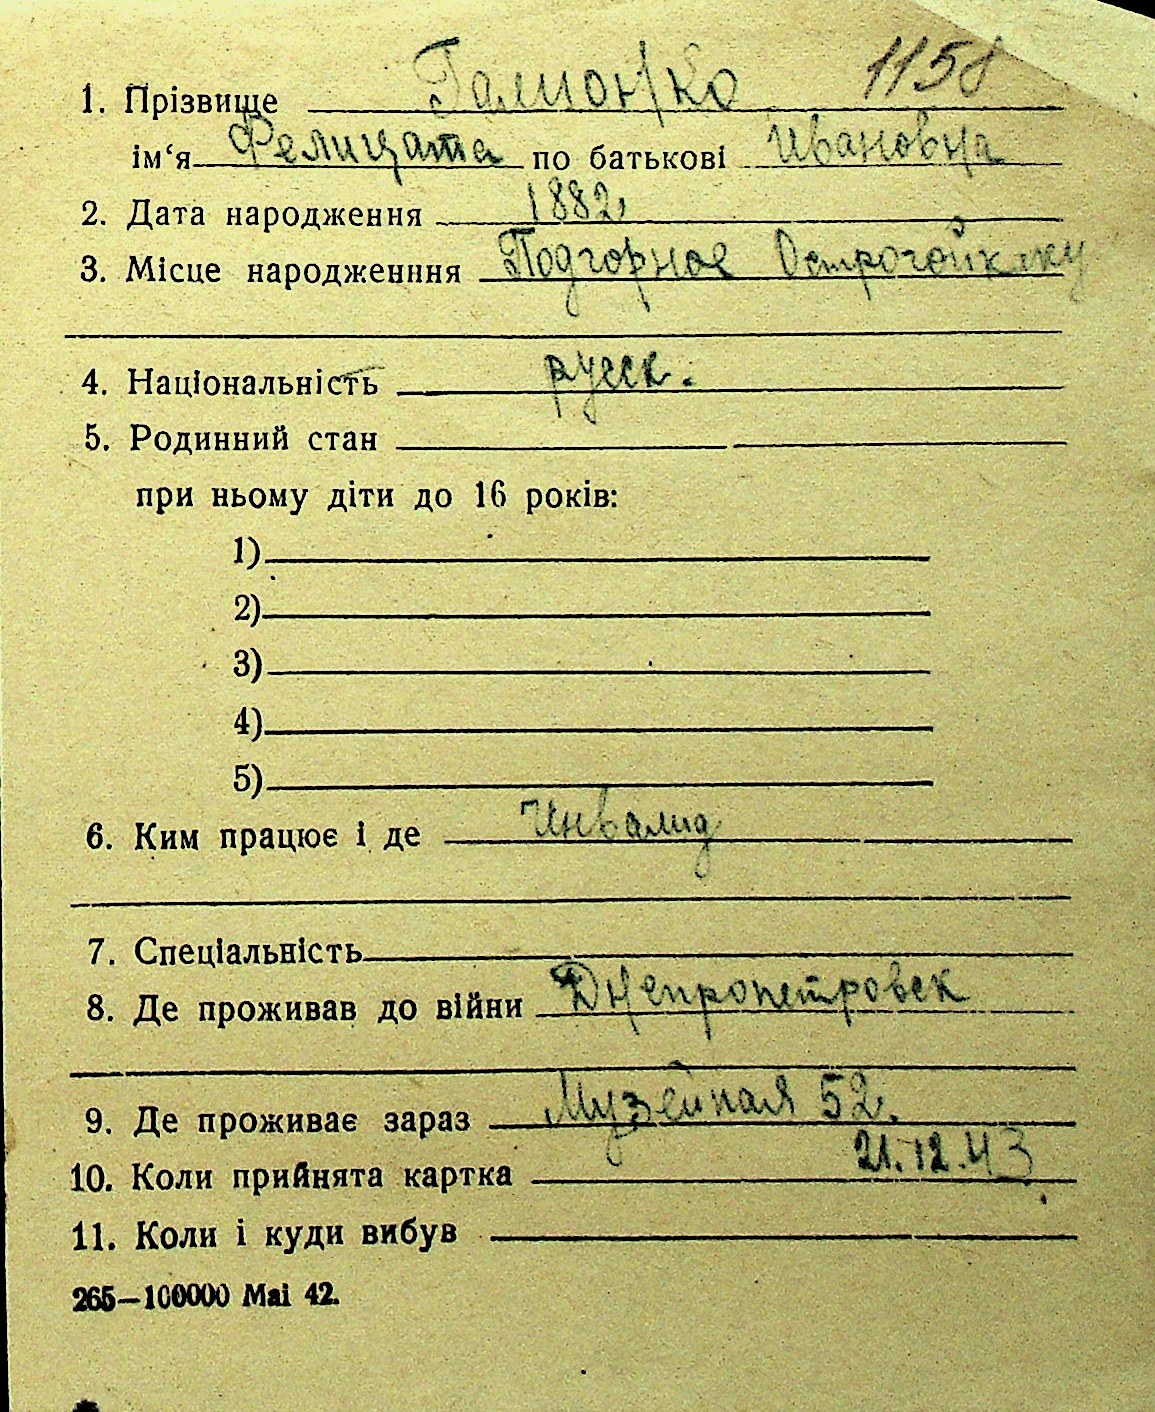 1158
1. Прізвище Галионко
ім‘я Фелицата по батькові Ивановна
2. Дата народження 1882
3. Місце народженння Подгорное
4. Національність русск.
5. Родинний стан
при ньому діти до 16 років:
1)
2)
3)
4)
5)
6. Ким працює і де Инвалид
7. Спеціальність
8. Де проживав до війни Днепропетровск
9. Де проживає зараз Музейная 52.
10. Коли прийнята картка 21.12.43
11. Коли і куди вибув
265—100000 Маі 42.